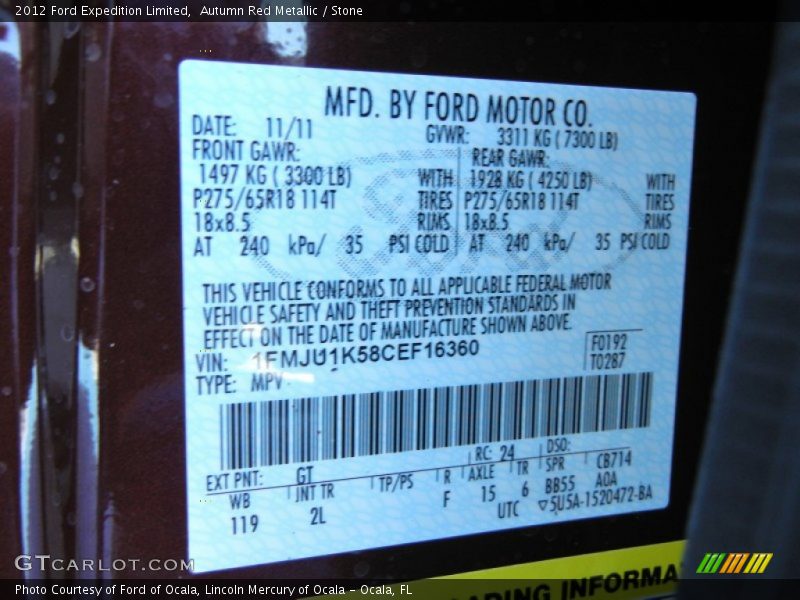 2012 Ford Expedition Limited, Autumn Red Metallic / Stone
MFD. BY FORD MOTOR CO.
DATE: 11/11 GVWR: 3311 KG ( 7300 LB)
FRONT GAWR: REAR GAWR:
1497 KG ( 3300 LB) WITH 1928 KG ( 4250 LB) WITH
P275/65R18 114T TIRES P275/65R18 114T TIRES
18x8.5 RIMS 18x8.5 RIMS
AT 240 kPa/ 35 PSI COLD AT 240 kPa/ 35 PSI COLD
THIS VEHICLE CONFORMS TO ALL APPLICABLE FEDERAL MOTOR
VEHICLE SAFETY AND THEFT PREVENTION STANDARDS IN
EFFECT ON THE DATE OF MANUFACTURE SHOWN ABOVE.
VIN: 1FMJU1K58CEF16360 F0192
TYPE: MPV T0287
EXT PNT: GT RC: 24 DSO:
WB INT TR TP/PS R AXLE TR SPR CB714
119 2L F 15 6 BB55 AOA
UTC ▽5U5A-1520472-BA
LOADING INFORMA
GTCARLOT.COM
Photo Courtesy of Ford of Ocala, Lincoln Mercury of Ocala - Ocala, FL